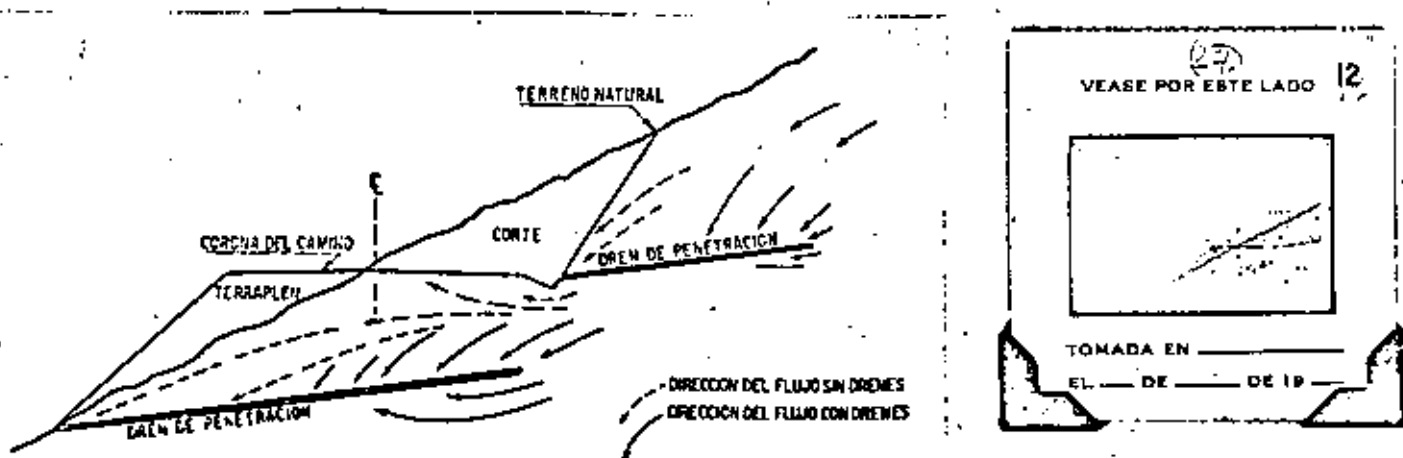 TERRENO NATURAL
℄
CORONA DEL CAMINO
CORTE
DREN DE PENETRACION
TERRAPLEN
DREN DE PENETRACION
DIRECCION DEL FLUJO SIN DRENES
DIRECCION DEL FLUJO CON DRENES
12
VEASE POR ESTE LADO
TOMADA EN
EL DE DE 19